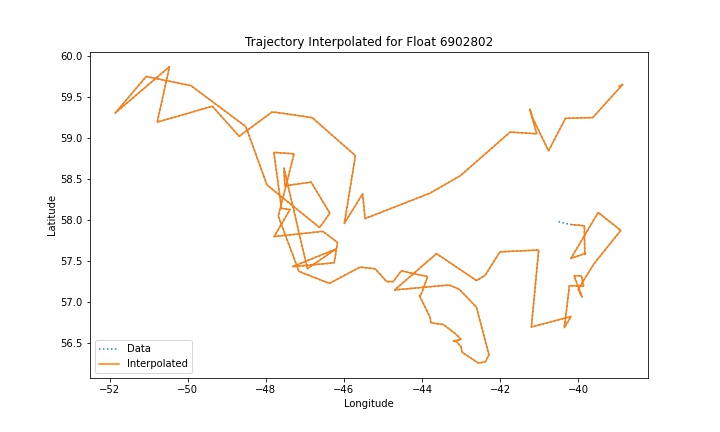 Trajectory Interpolated for Float 6902802
60.0
59.5
59.0
58.5
58.0
57.5
57.0
56.5
Latitude
Data
Interpolated
−52 −50 −48 −46 −44 −42 −40
Longitude